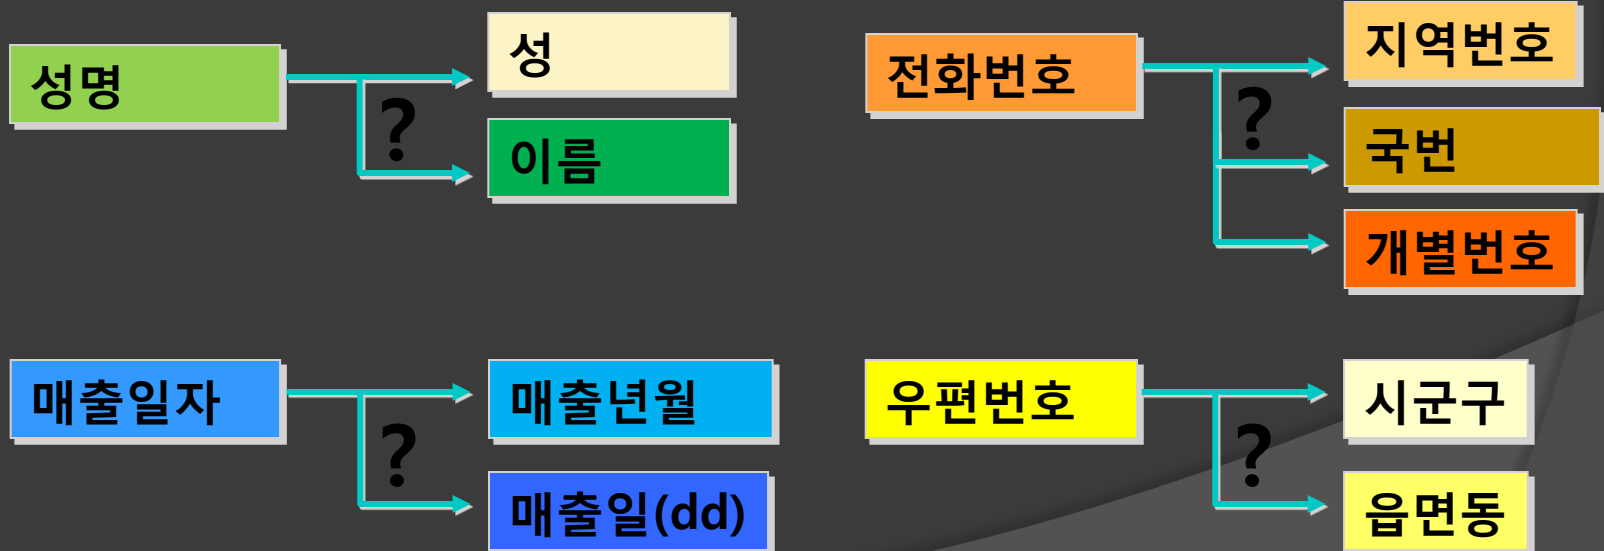 성명
?
성
이름
전화번호
?
지역번호
국번
개별번호
매출일자
?
매출년월
매출일(dd)
우편번호
?
시군구
읍면동